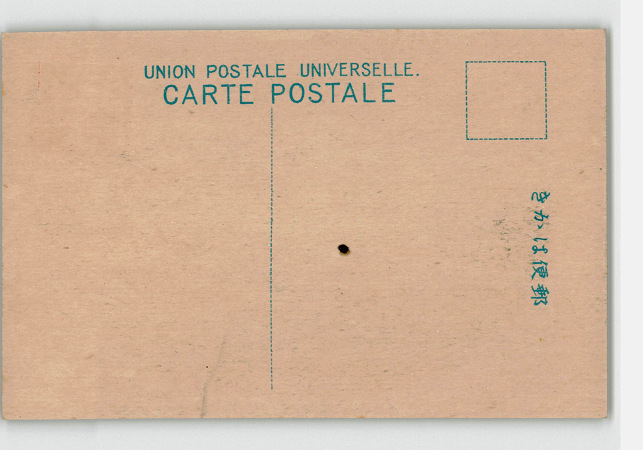 UNION POSTALE UNIVERSELLE.
CARTE POSTALE
郵便はかき